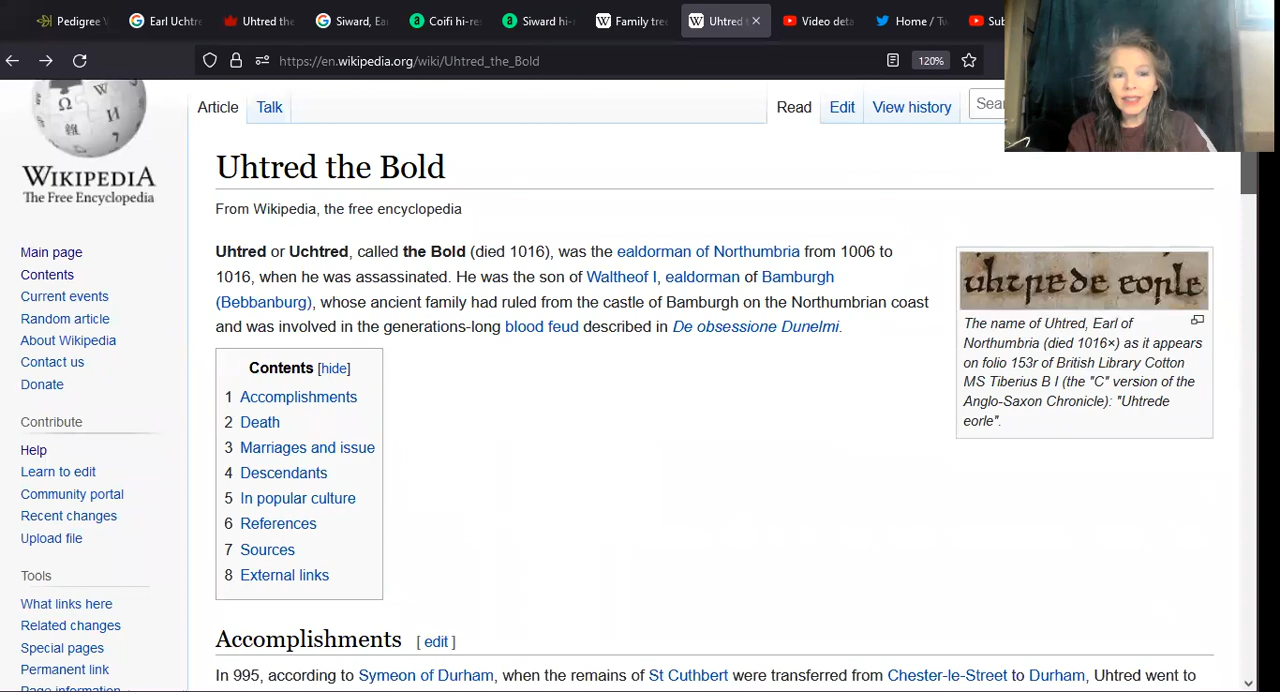 Pedigree
Earl Uchtr
Uhtred the
Siward, Ea
Coifi hi-re
Siward hi-
Family tre
Uhtred
Video deta
Home / Tw
Sub
https://en.wikipedia.org/wiki/Uhtred_the_Bold
120%
WIKIPEDIA
The Free Encyclopedia
Main page
Contents
Current events
Random article
About Wikipedia
Contact us
Donate
Contribute
Help
Learn to edit
Community portal
Recent changes
Upload file
Tools
What links here
Related changes
Special pages
Permanent link
Page information
Article Talk Read Edit View history Sea
Uhtred the Bold
From Wikipedia, the free encyclopedia
Uhtred or Uchtred, called the Bold (died 1016), was the ealdorman of Northumbria from 1006 to
1016, when he was assassinated. He was the son of Waltheof I, ealdorman of Bamburgh
(Bebbanburg), whose ancient family had ruled from the castle of Bamburgh on the Northumbrian coast
and was involved in the generations-long blood feud described in De obsessione Dunelmi.
uhtrede eorle
The name of Uhtred, Earl of
Northumbria (died 1016×) as it appears
on folio 153r of British Library Cotton
MS Tiberius B I (the "C" version of the
Anglo-Saxon Chronicle): "Uhtrede
eorle".
Contents [hide]
1 Accomplishments
2 Death
3 Marriages and issue
4 Descendants
5 In popular culture
6 References
7 Sources
8 External links
Accomplishments [ edit ]
In 995, according to Symeon of Durham, when the remains of St Cuthbert were transferred from Chester-le-Street to Durham, Uhtred went to